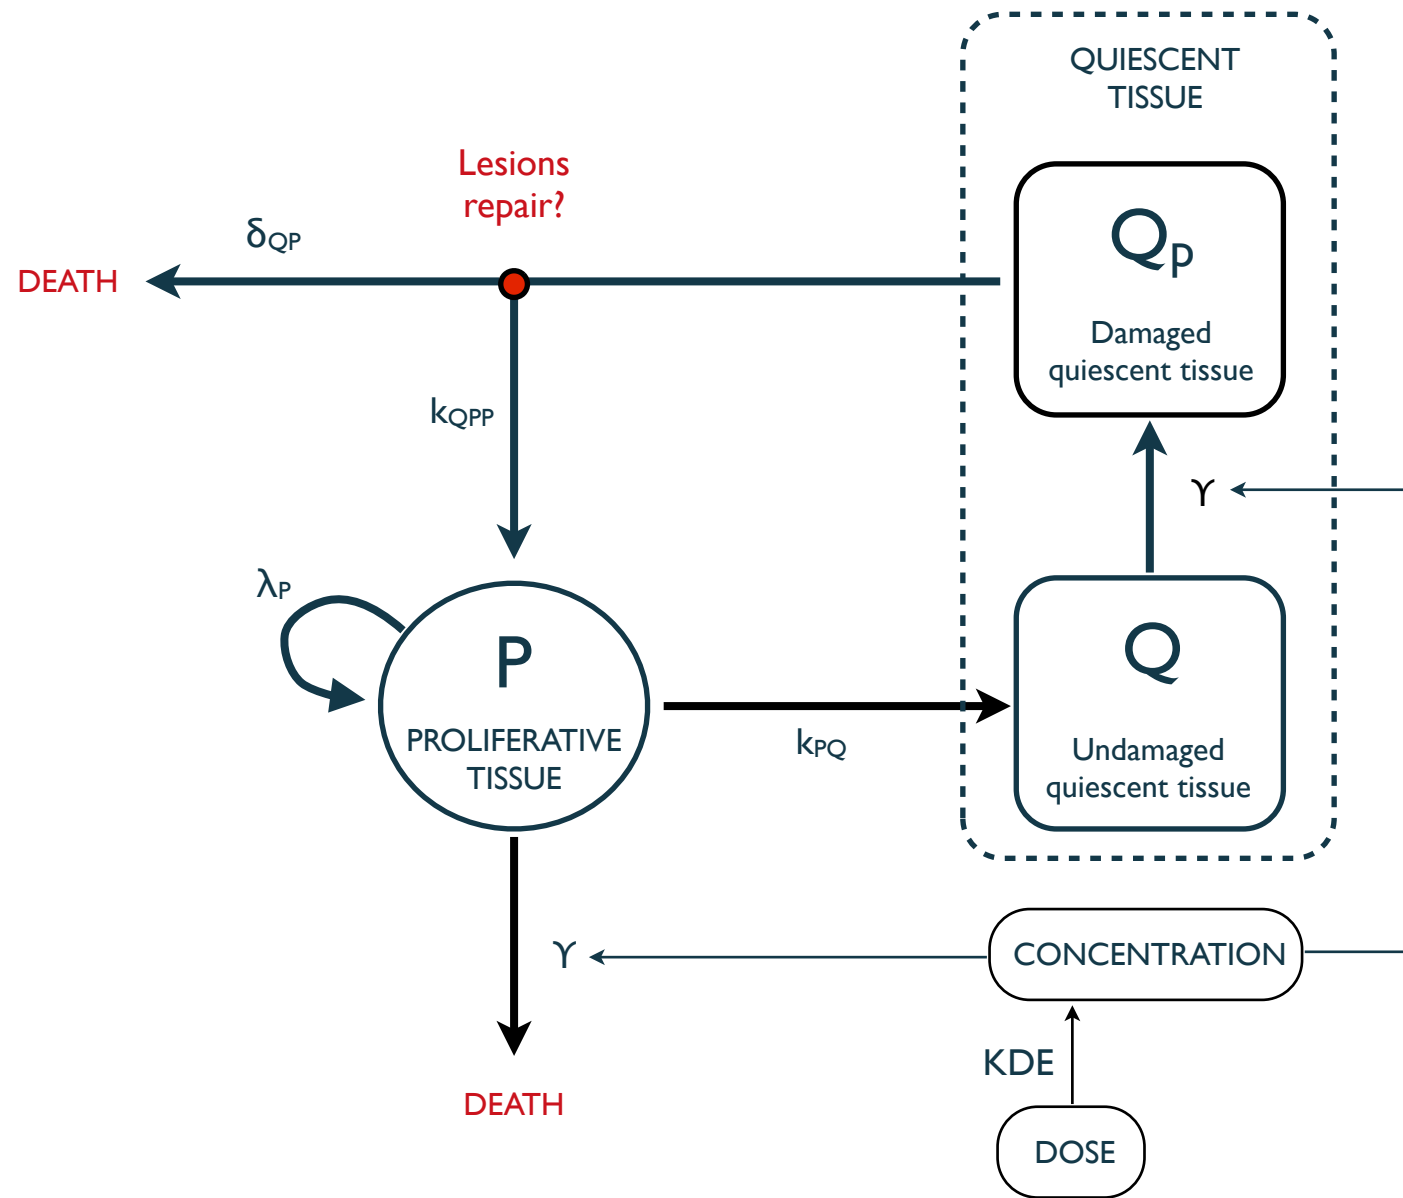 QUIESCENT
TISSUE
Lesions
repair?
δQP
DEATH
Qp
Damaged
quiescent tissue
kQPP
ϒ
λP
P
PROLIFERATIVE
TISSUE
kPQ
Q
Undamaged
quiescent tissue
ϒ
CONCENTRATION
KDE
DEATH
DOSE